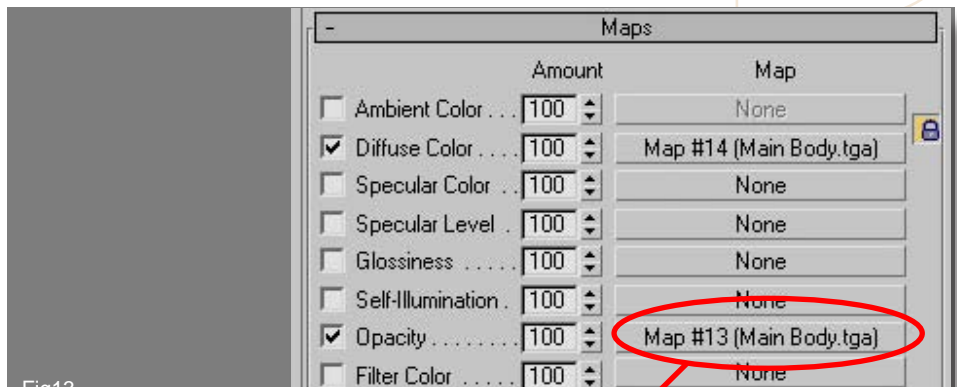 - Maps
Amount Map
Ambient Color . . . 100 None
Diffuse Color . . . . 100 Map #14 (Main Body.tga)
Specular Color . . 100 None
Specular Level . 100 None
Glossiness . . . . . 100 None
Self-Illumination . 100 None
Opacity . . . . . . . . 100 Map #13 (Main Body.tga)
Filter Color . . . . . 100 None